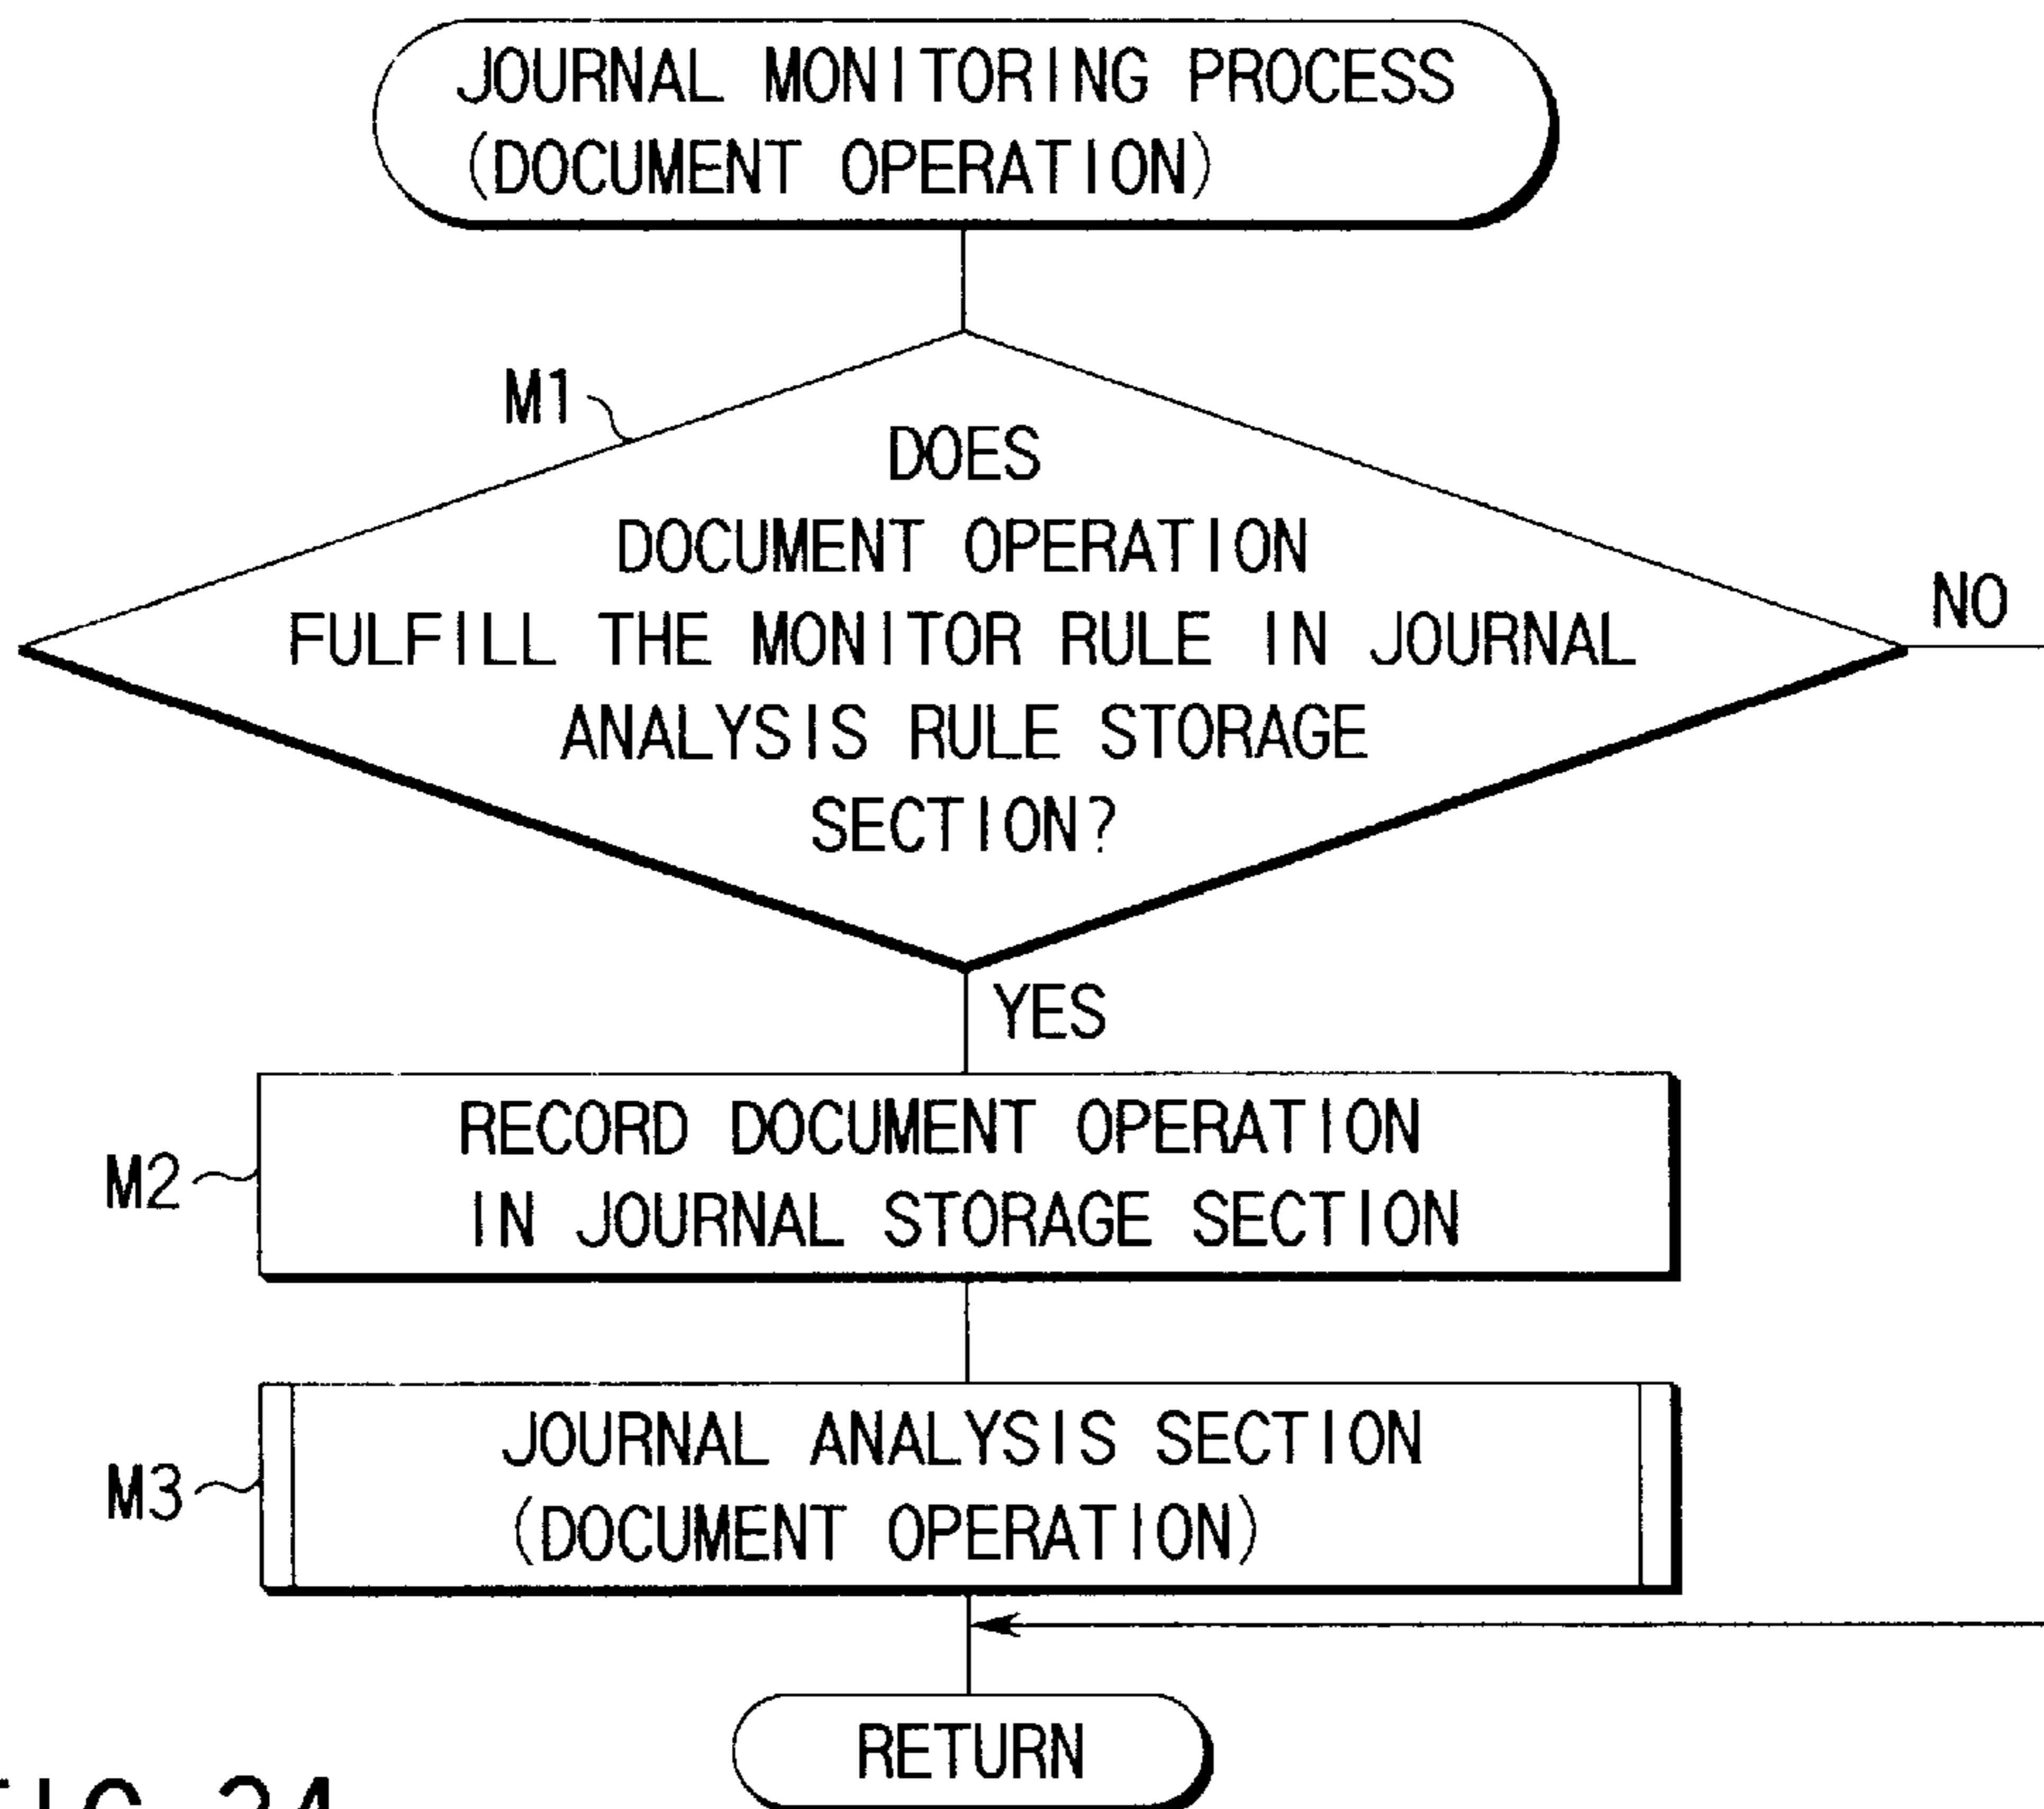 JOURNAL MONITORING PROCESS
(DOCUMENT OPERATION)
M1
DOES
DOCUMENT OPERATION
FULFILL THE MONITOR RULE IN JOURNAL
ANALYSIS RULE STORAGE
SECTION?
NO
YES
RECORD DOCUMENT OPERATION
IN JOURNAL STORAGE SECTION
M2
JOURNAL ANALYSIS SECTION
(DOCUMENT OPERATION)
M3
RETURN